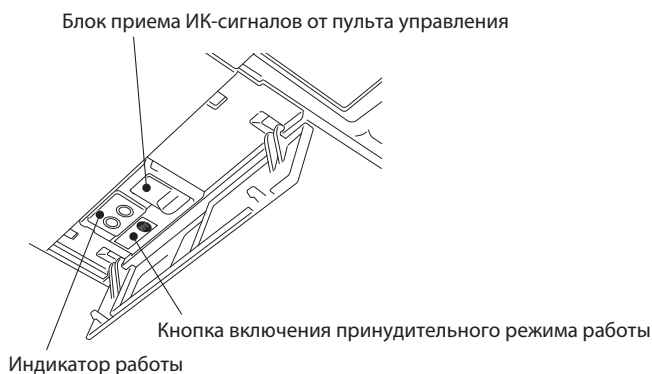 Блок приема ИК-сигналов от пульта управления
Кнопка включения принудительного режима работы
Индикатор работы